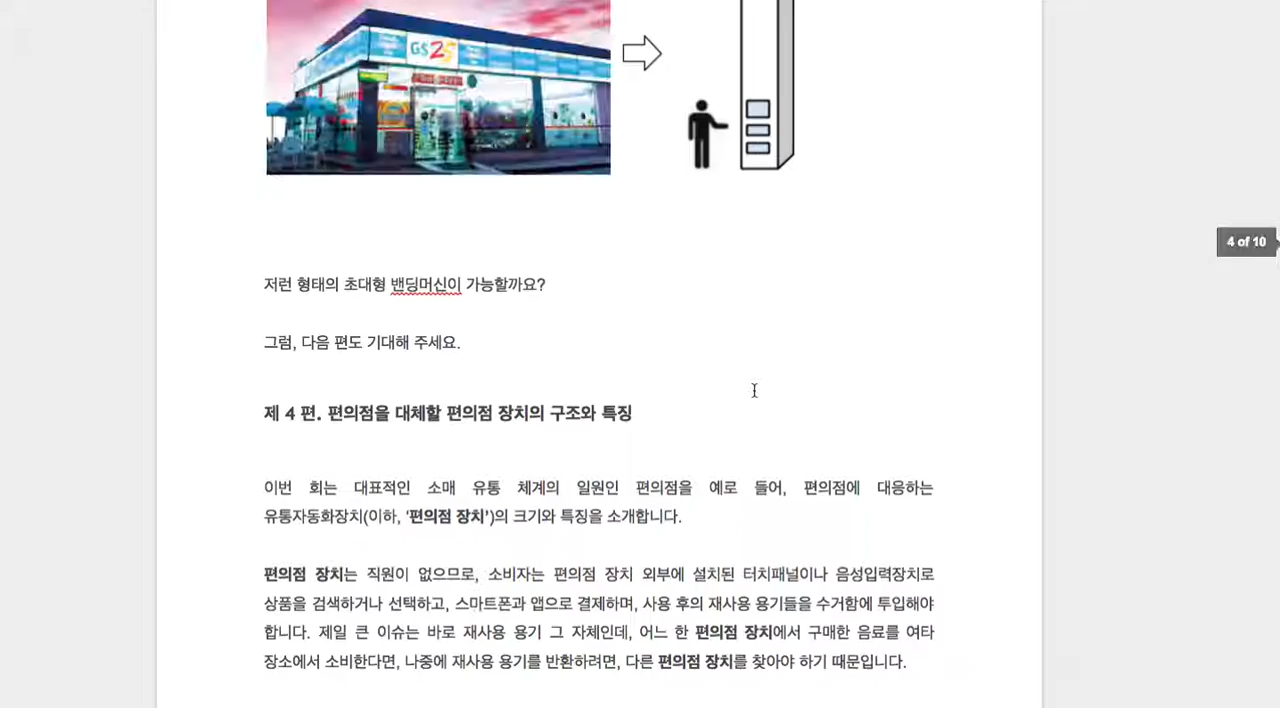 GS25
4 of 10
저런 형태의 초대형 밴딩머신이 가능할까요?
그럼, 다음 편도 기대해 주세요.
제 4 편. 편의점을 대체할 편의점 장치의 구조와 특징
이번 회는 대표적인 소매 유통 체계의 일원인 편의점을 예로 들어, 편의점에 대응하는
유통자동화장치(이하, '편의점 장치')의 크기와 특징을 소개합니다.
편의점 장치는 직원이 없으므로, 소비자는 편의점 장치 외부에 설치된 터치패널이나 음성입력장치로
상품을 검색하거나 선택하고, 스마트폰과 앱으로 결제하며, 사용 후의 재사용 용기들을 수거함에 투입해야
합니다. 제일 큰 이슈는 바로 재사용 용기 그 자체인데, 어느 한 편의점 장치에서 구매한 음료를 여타
장소에서 소비한다면, 나중에 재사용 용기를 반환하려면, 다른 편의점 장치를 찾아야 하기 때문입니다.